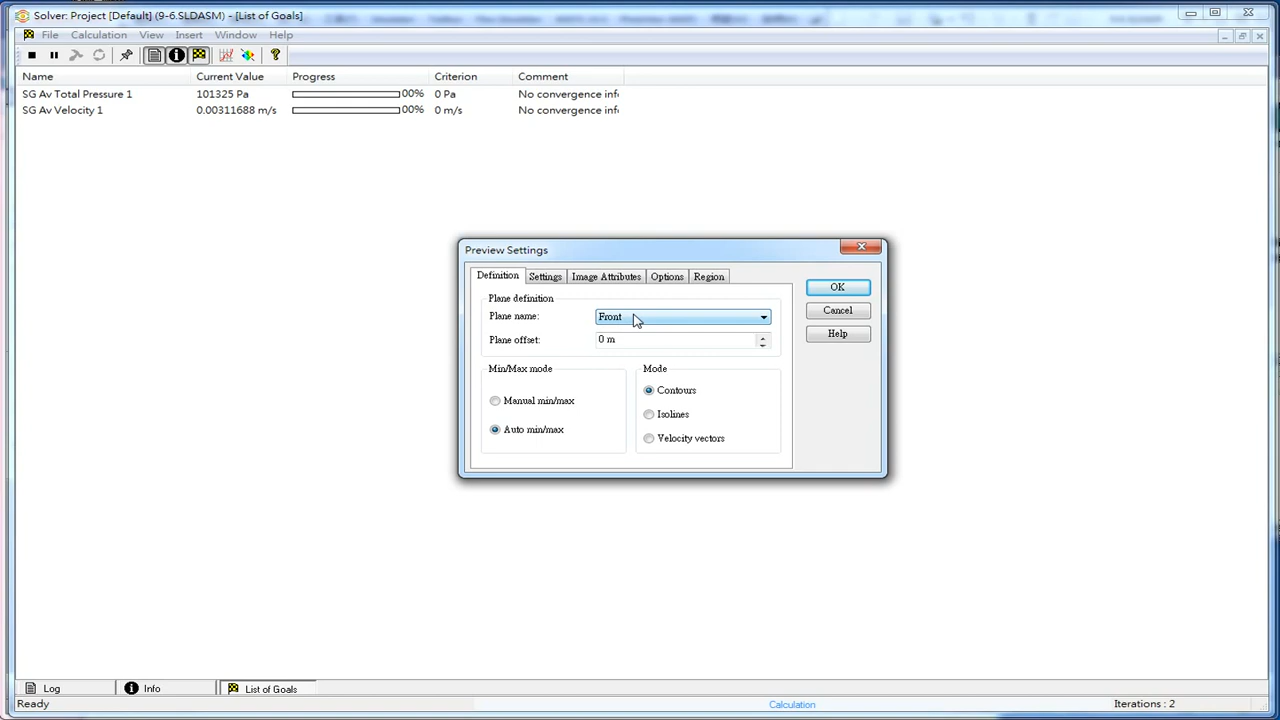 Solver: Project [Default] (9-6.SLDASM) - [List of Goals]
File Calculation View Insert Window Help
Name Current Value Progress Criterion Comment
SG Av Total Pressure 1 101325 Pa 00% 0 Pa No convergence info
SG Av Velocity 1 0.00311688 m/s 00% 0 m/s No convergence info
Preview Settings
Definition Settings Image Attributes Options Region
OK
Plane definition
Plane name: Front
Cancel
Plane offset: 0 m
Help
Min/Max mode Mode
Manual min/max
Auto min/max
Contours
Isolines
Velocity vectors
Log Info List of Goals
Ready Calculation Iterations : 2